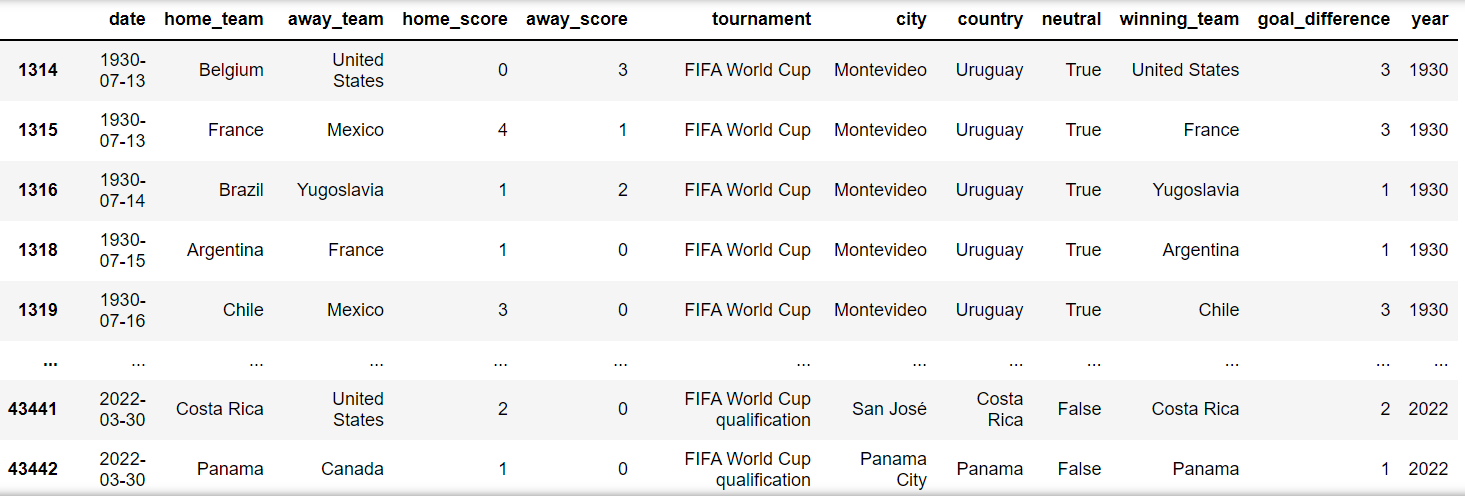 date home_team away_team home_score away_score tournament city country neutral winning_team goal_difference year
1314 1930-07-13 Belgium United States 0 3 FIFA World Cup Montevideo Uruguay True United States 3 1930
1315 1930-07-13 France Mexico 4 1 FIFA World Cup Montevideo Uruguay True France 3 1930
1316 1930-07-14 Brazil Yugoslavia 1 2 FIFA World Cup Montevideo Uruguay True Yugoslavia 1 1930
1318 1930-07-15 Argentina France 1 0 FIFA World Cup Montevideo Uruguay True Argentina 1 1930
1319 1930-07-16 Chile Mexico 3 0 FIFA World Cup Montevideo Uruguay True Chile 3 1930
... ... ... ... ... ... ... ... ... ... ... ... ...
43441 2022-03-30 Costa Rica United States 2 0 FIFA World Cup qualification San José Costa Rica False Costa Rica 2 2022
43442 2022-03-30 Panama Canada 1 0 FIFA World Cup qualification Panama City Panama False Panama 1 2022